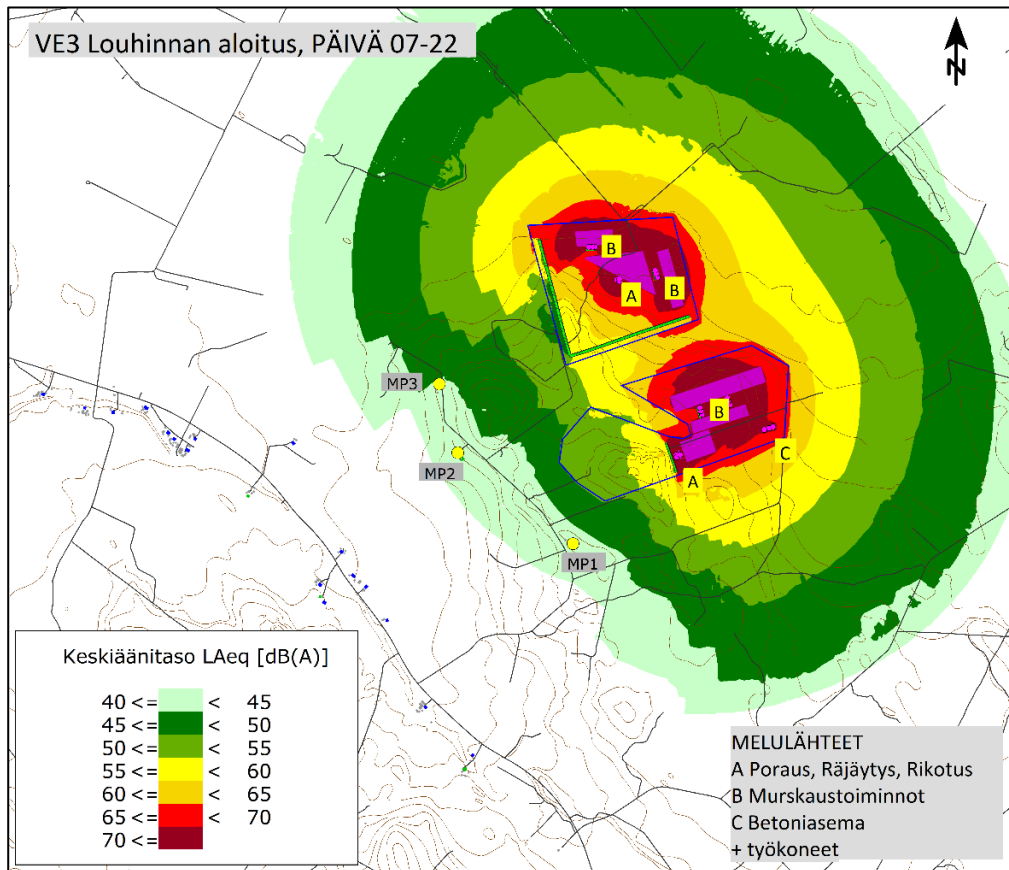 VE3 Louhinnan aloitus, PÄIVÄ 07-22
N
B
A
B
MP3
B
MP2
C
A
MP1
Keskiäänitaso LAeq [dB(A)]
40 <= < 45
45 <= < 50
50 <= < 55
55 <= < 60
60 <= < 65
65 <= < 70
70 <=
MELULÄHTEET
A Poraus, Räjäytys, Rikotus
B Murskaustoiminnot
C Betoniasema
+ työkoneet